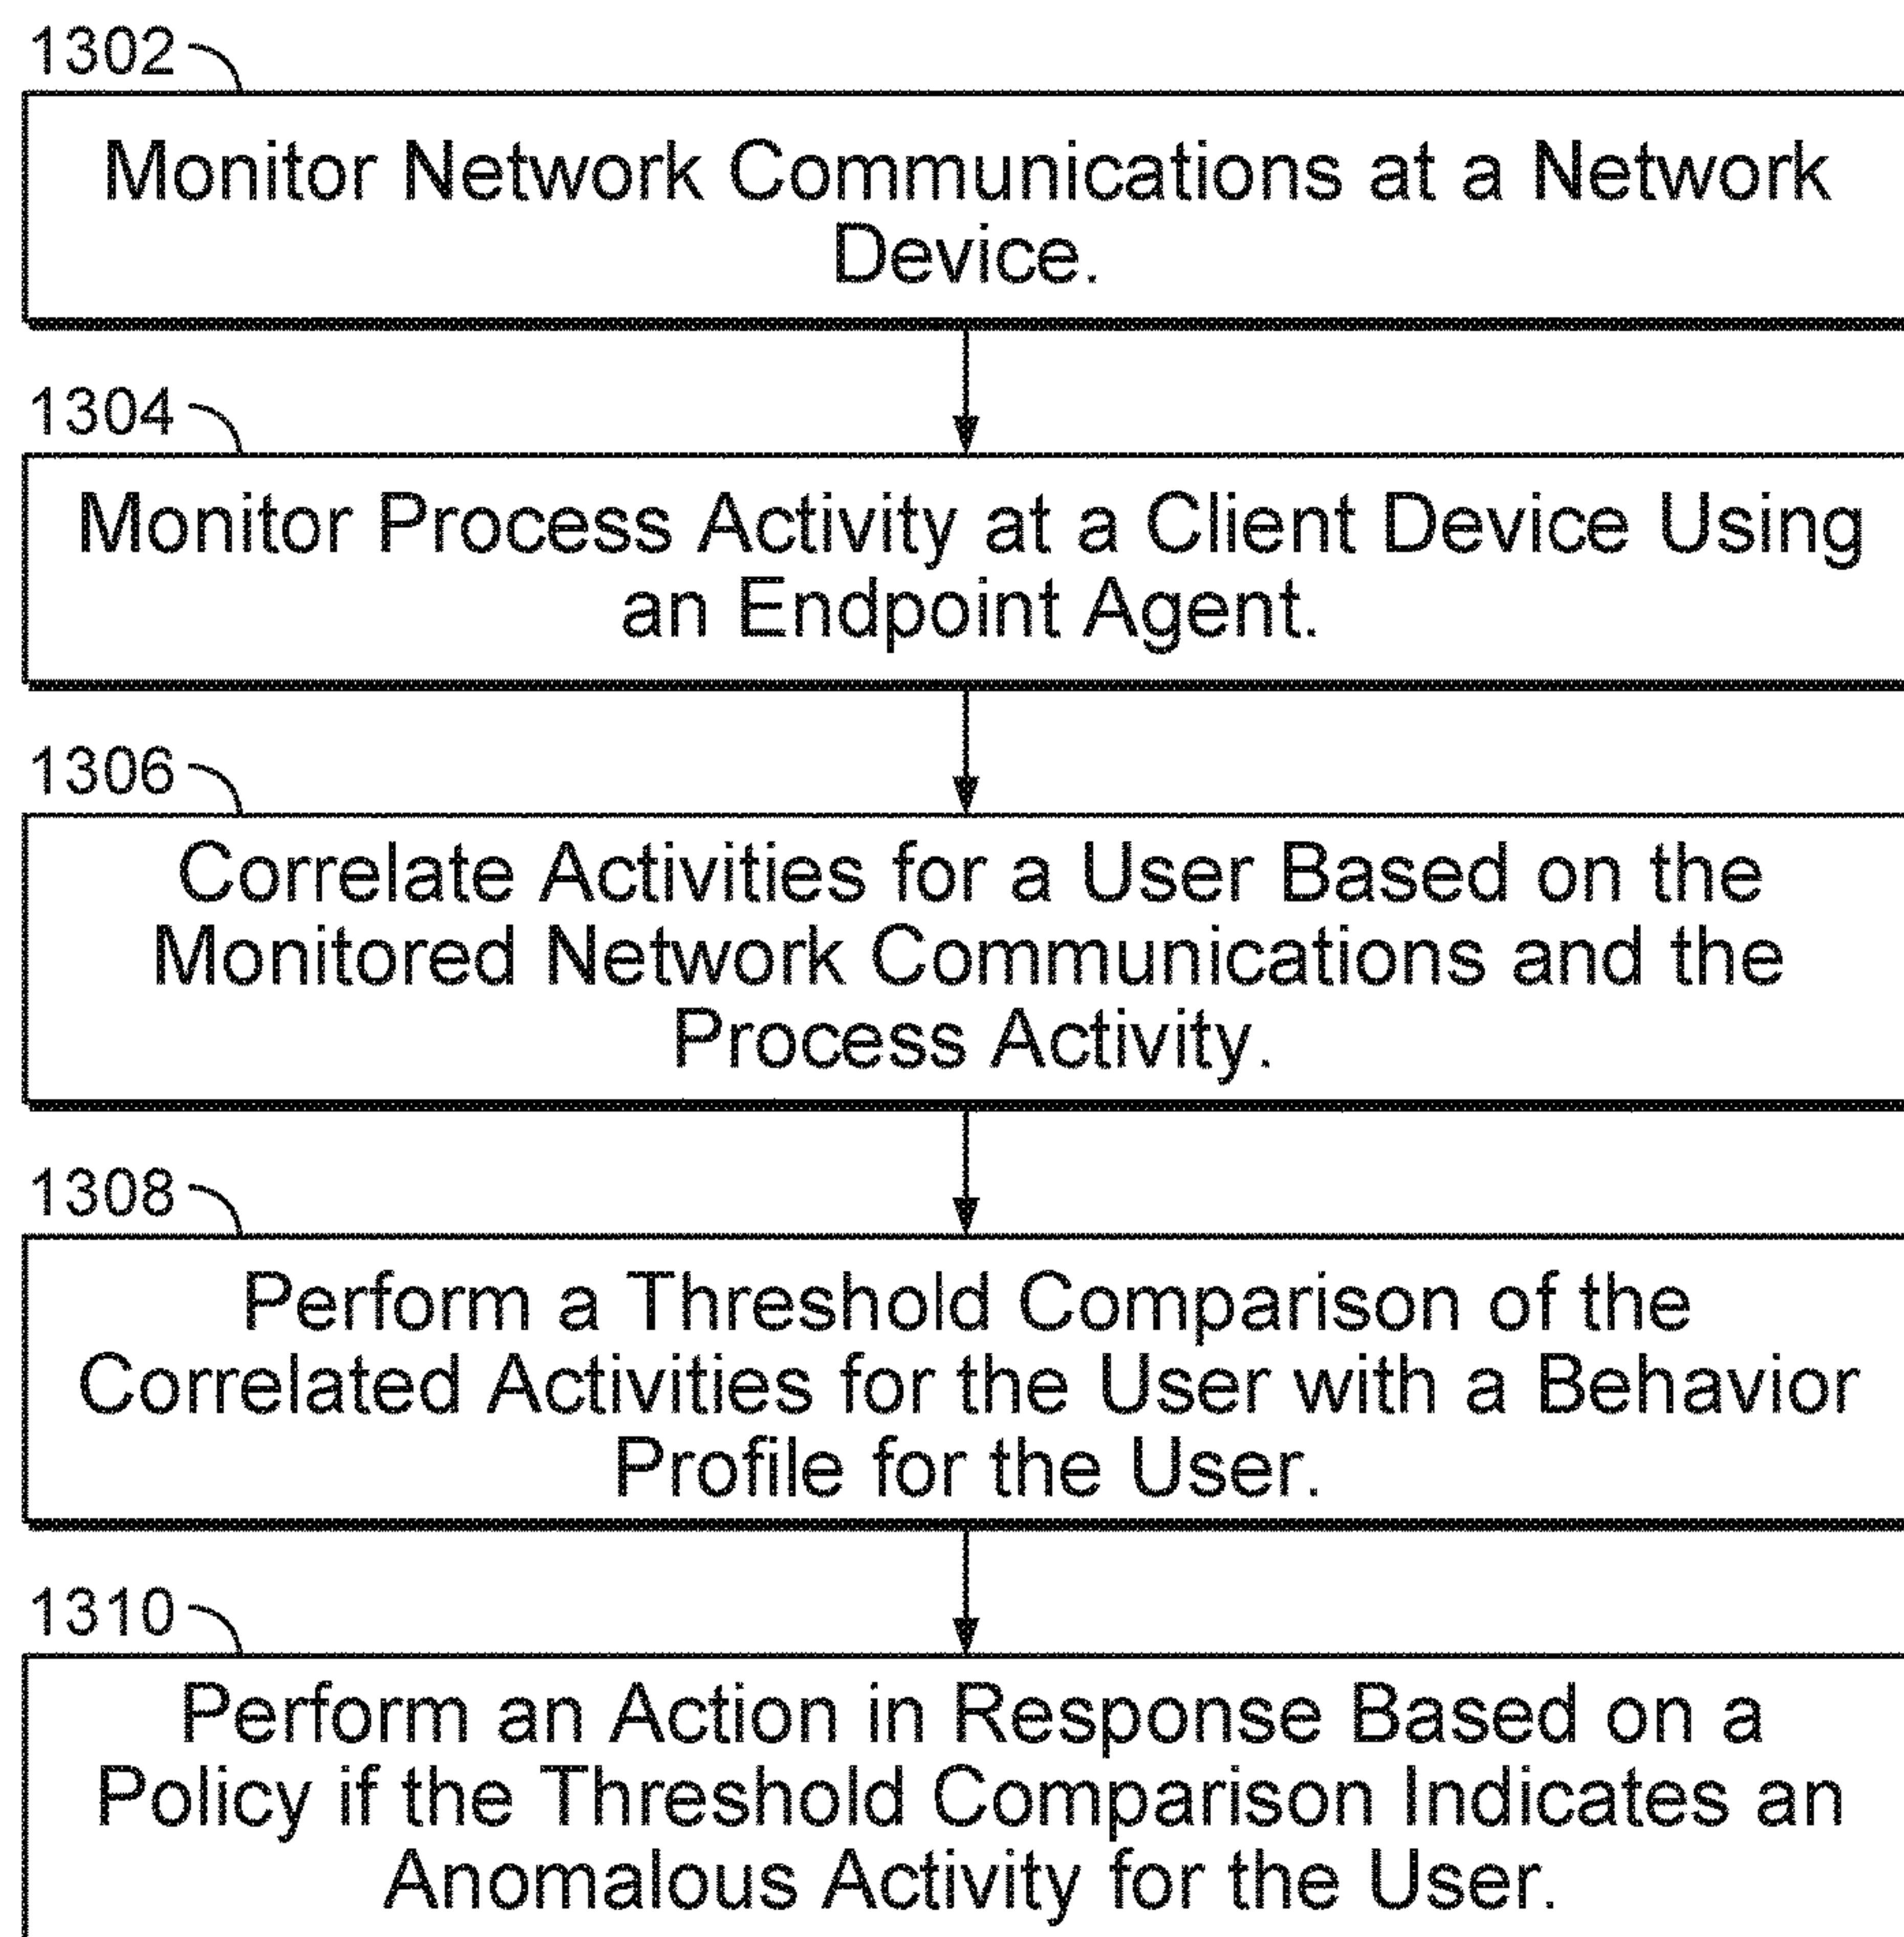 1302
Monitor Network Communications at a Network
Device.
1304
Monitor Process Activity at a Client Device Using
an Endpoint Agent.
1306
Correlate Activities for a User Based on the
Monitored Network Communications and the
Process Activity.
1308
Perform a Threshold Comparison of the
Correlated Activities for the User with a Behavior
Profile for the User.
1310
Perform an Action in Response Based on a
Policy if the Threshold Comparison Indicates an
Anomalous Activity for the User.